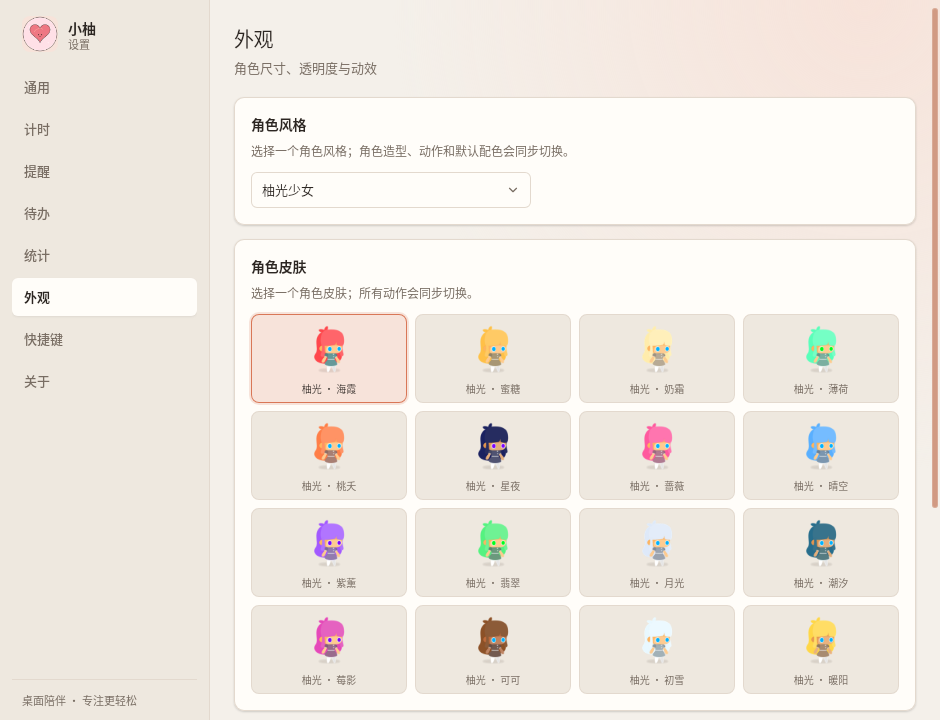 小柚
设置
通用
计时
提醒
待办
统计
外观
快捷键
关于
桌面陪伴 · 专注更轻松
外观
角色尺寸、透明度与动效
角色风格
选择一个角色风格；角色造型、动作和默认配色会同步切换。
柚光少女
角色皮肤
选择一个角色皮肤；所有动作会同步切换。
柚光 · 海霞
柚光 · 蜜糖
柚光 · 奶霜
柚光 · 薄荷
柚光 · 桃夭
柚光 · 星夜
柚光 · 蔷薇
柚光 · 晴空
柚光 · 紫薰
柚光 · 翡翠
柚光 · 月光
柚光 · 潮汐
柚光 · 莓影
柚光 · 可可
柚光 · 初雪
柚光 · 暖阳